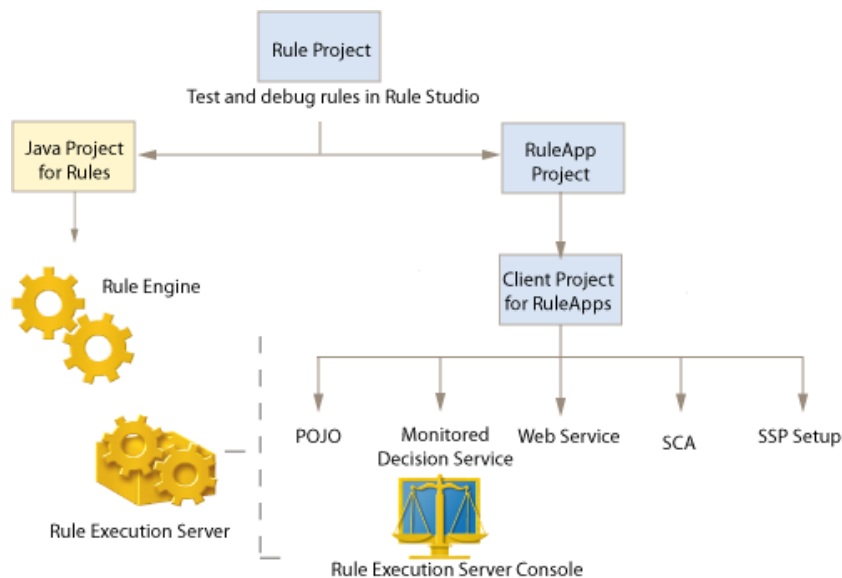 Rule Project
Test and debug rules in Rule Studio
Java Project
for Rules
RuleApp
Project
Rule Engine
Client Project
for RuleApps
POJO
Monitored
Decision Service
Web Service
SCA
SSP Setup
Rule Execution Server
Rule Execution Server Console